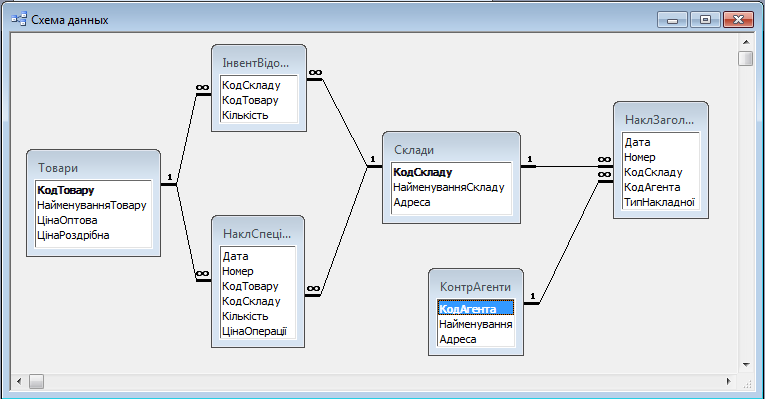 Схема данных
ІнвентВідо...
КодСкладу
КодТовару
Кількість
Товари
КодТовару
НайменуванняТовару
ЦінаОптова
ЦінаРоздрібна
НаклСпеці...
Дата
Номер
КодТовару
КодСкладу
Кількість
ЦінаОперації
Склади
КодСкладу
НайменуванняСкладу
Адреса
НаклЗагол...
Дата
Номер
КодСкладу
КодАгента
ТипНакладної
КонтрАгенти
КодАгента
Найменування
Адреса
1
∞
∞
∞
∞
1
1
∞
∞
1